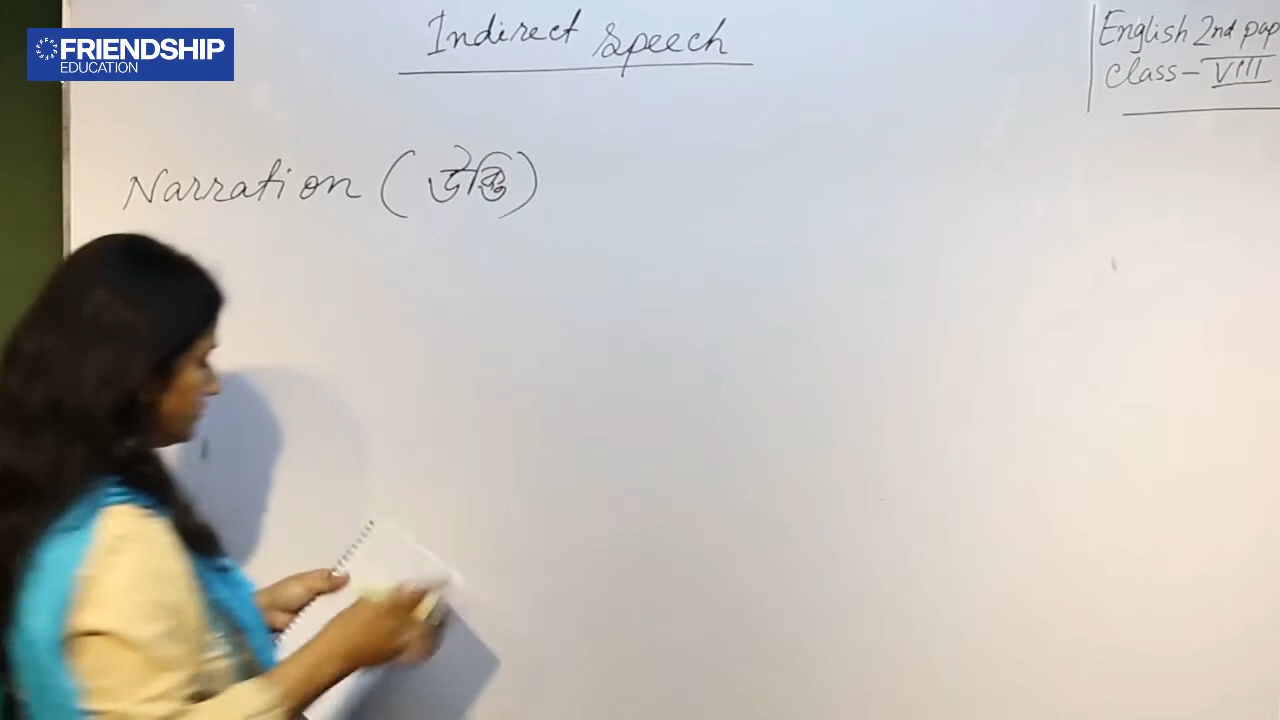 FRIENDSHIP
EDUCATION
Indirect Speech
English 2nd pap
Class - VIII
Narration (উক্তি)